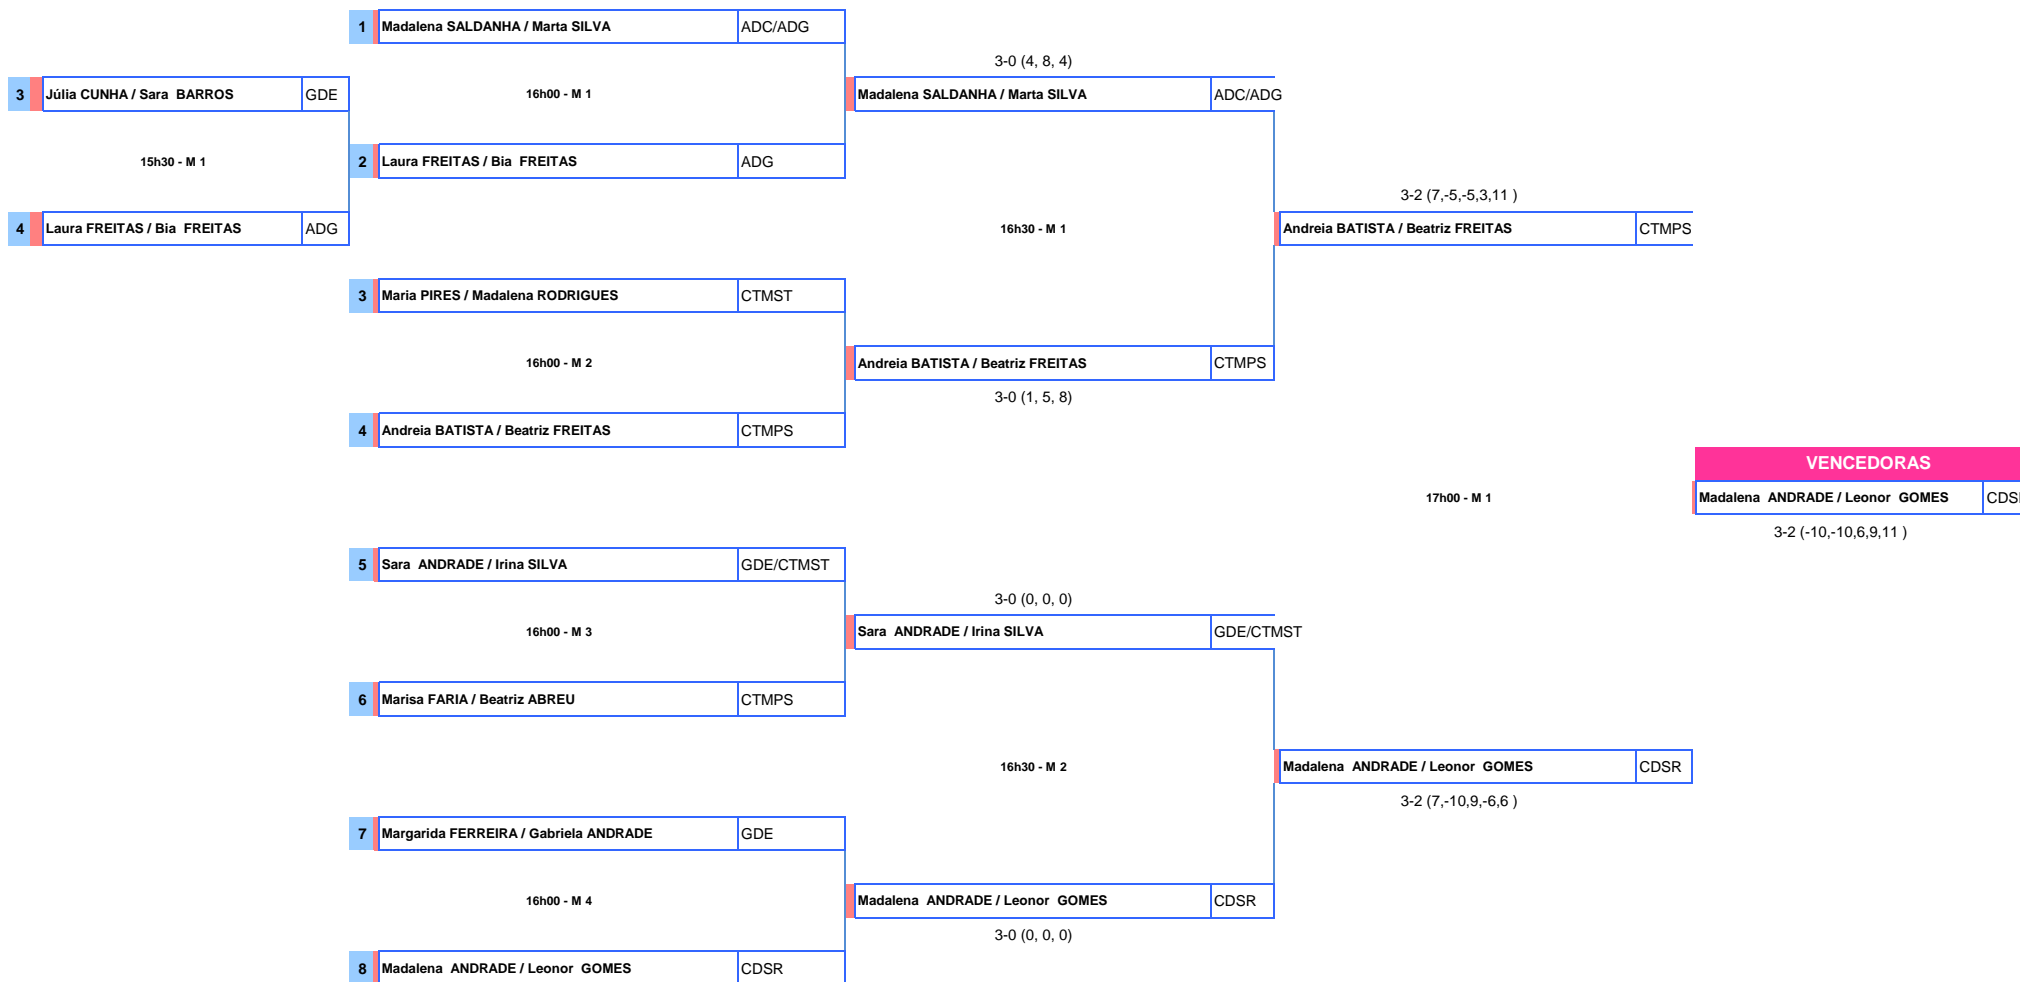 1 Madalena SALDANHA / Marta SILVA ADC/ADG
3-0 (4, 8, 4)
3 Júlia CUNHA / Sara BARROS GDE 16h00 - M 1 Madalena SALDANHA / Marta SILVA ADC/ADG
15h30 - M 1 2 Laura FREITAS / Bia FREITAS ADG
3-2 (7,-5,-5,3,11 )
4 Laura FREITAS / Bia FREITAS ADG 16h30 - M 1 Andreia BATISTA / Beatriz FREITAS CTMPS
3 Maria PIRES / Madalena RODRIGUES CTMST
16h00 - M 2 Andreia BATISTA / Beatriz FREITAS CTMPS
3-0 (1, 5, 8)
4 Andreia BATISTA / Beatriz FREITAS CTMPS
VENCEDORAS
17h00 - M 1 Madalena ANDRADE / Leonor GOMES CDS
3-2 (-10,-10,6,9,11 )
5 Sara ANDRADE / Irina SILVA GDE/CTMST
3-0 (0, 0, 0)
16h00 - M 3 Sara ANDRADE / Irina SILVA GDE/CTMST
6 Marisa FARIA / Beatriz ABREU CTMPS
16h30 - M 2 Madalena ANDRADE / Leonor GOMES CDSR
3-2 (7,-10,9,-6,6 )
7 Margarida FERREIRA / Gabriela ANDRADE GDE
16h00 - M 4 Madalena ANDRADE / Leonor GOMES CDSR
3-0 (0, 0, 0)
8 Madalena ANDRADE / Leonor GOMES CDSR